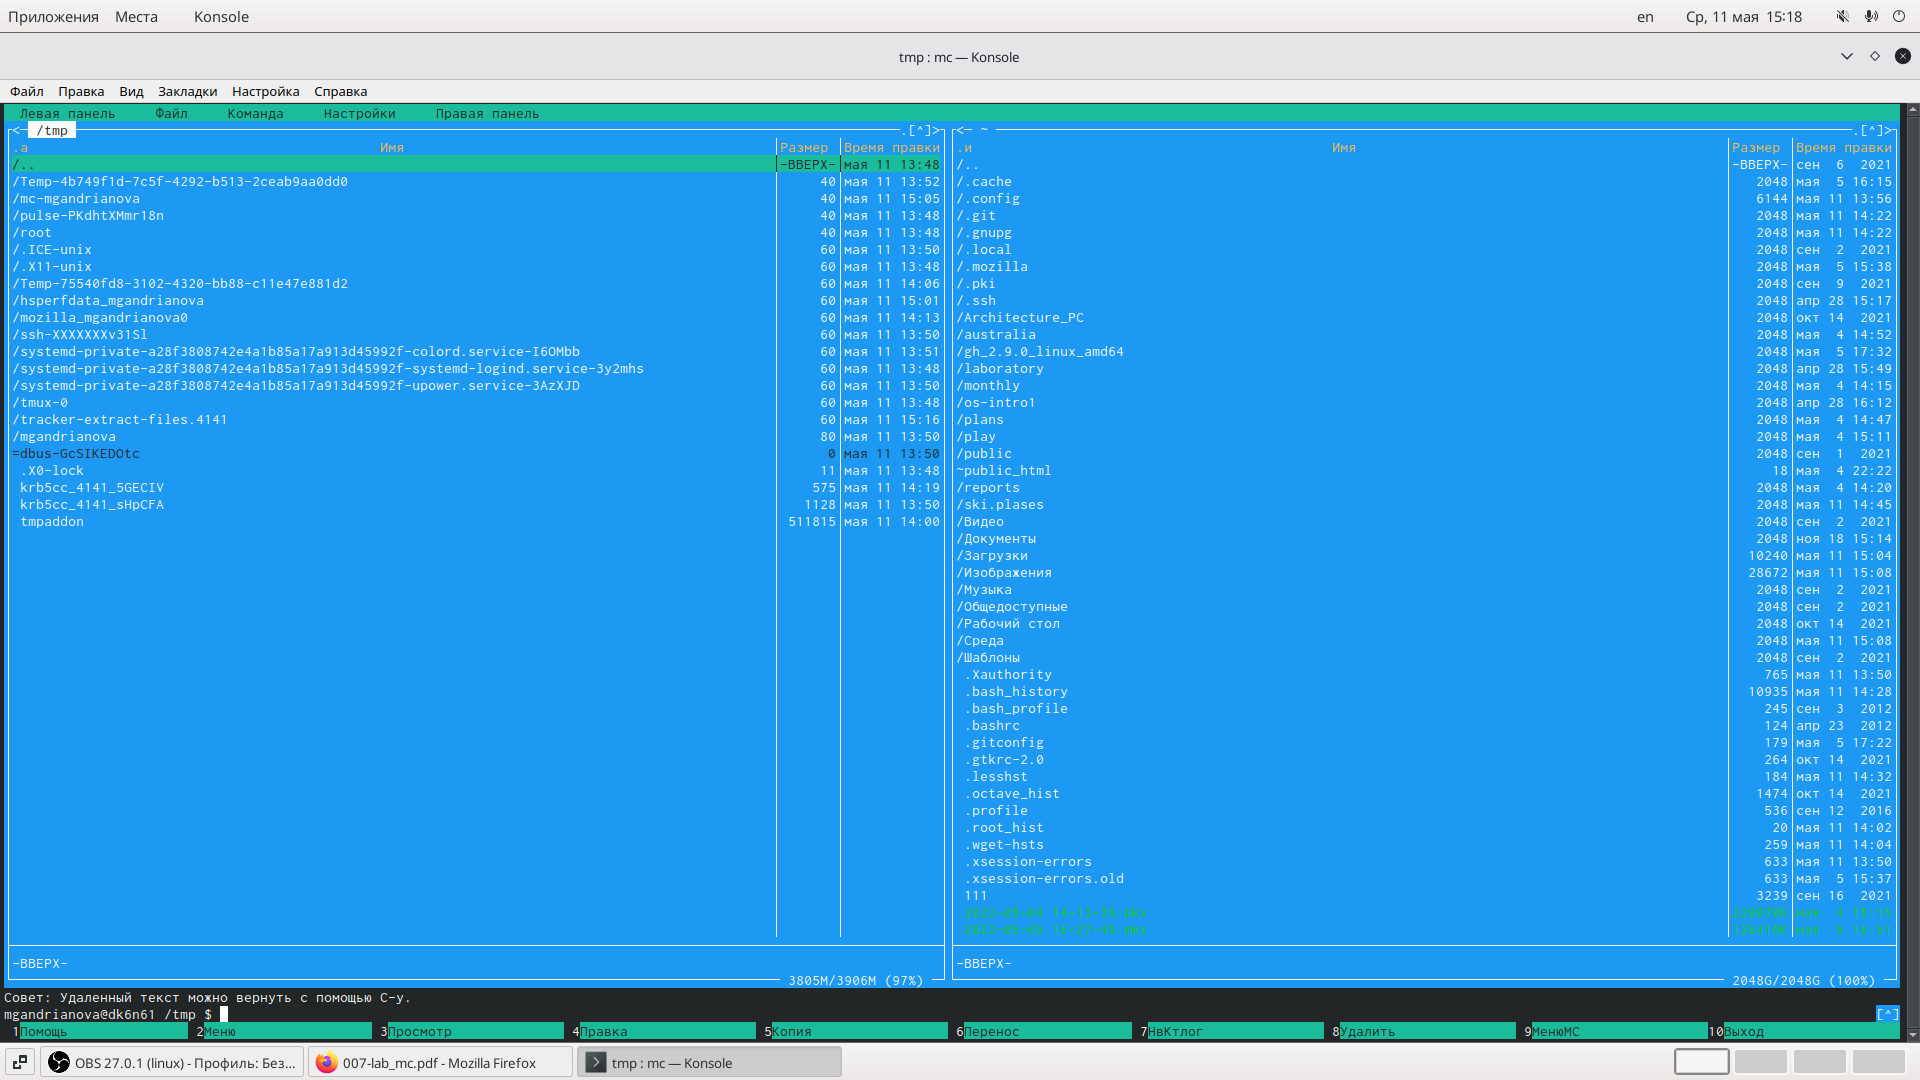 Приложения Места Konsole en Ср, 11 мая 15:18
tmp : mc — Konsole
Файл Правка Вид Закладки Настройка Справка
Левая панель Файл Команда Настройки Правая панель
<─ /tmp .[^]>
.а Имя Размер Время правки
/.. -ВВЕРХ- мая 11 13:48
/Temp-4b749f1d-7c5f-4292-b513-2ceab9aa0dd0 40 мая 11 13:52
/mc-mgandrianova 40 мая 11 15:05
/pulse-PKdhtXMmr18n 40 мая 11 13:48
/root 40 мая 11 13:48
/.ICE-unix 60 мая 11 13:50
/.X11-unix 60 мая 11 13:48
/Temp-75540fd8-3102-4320-bb88-c11e47e881d2 60 мая 11 14:06
/hsperfdata_mgandrianova 60 мая 11 15:01
/mozilla_mgandrianova0 60 мая 11 14:13
/ssh-XXXXXXXv31Sl 60 мая 11 13:50
/systemd-private-a28f3808742e4a1b85a17a913d45992f-colord.service-I6OMbb 60 мая 11 13:51
/systemd-private-a28f3808742e4a1b85a17a913d45992f-systemd-logind.service-3y2mhs 60 мая 11 13:48
/systemd-private-a28f3808742e4a1b85a17a913d45992f-upower.service-3AzXJD 60 мая 11 13:50
/tmux-0 60 мая 11 13:48
/tracker-extract-files.4141 60 мая 11 15:16
/mgandrianova 80 мая 11 13:50
=dbus-GcSIKEDOtc 0 мая 11 13:50
.X0-lock 11 мая 11 13:48
krb5cc_4141_5GECIV 575 мая 11 14:19
krb5cc_4141_sHpCFA 1128 мая 11 13:50
tmpaddon 511815 мая 11 14:00
-ВВЕРХ-
3805M/3906M (97%)
<─ ~ .[^]>
.и Имя Размер Время правки
/.. -ВВЕРХ- сен 6 2021
/.cache 2048 мая 5 16:15
/.config 6144 мая 11 13:56
/.git 2048 мая 11 14:22
/.gnupg 2048 мая 11 14:22
/.local 2048 сен 2 2021
/.mozilla 2048 мая 5 15:38
/.pki 2048 сен 9 2021
/.ssh 2048 апр 28 15:17
/Architecture_PC 2048 окт 14 2021
/australia 2048 мая 4 14:52
/gh_2.9.0_linux_amd64 2048 мая 5 17:32
/laboratory 2048 апр 28 15:49
/monthly 2048 мая 4 14:15
/os-intro1 2048 апр 28 16:12
/plans 2048 мая 4 14:47
/play 2048 мая 4 15:11
/public 2048 сен 1 2021
~public_html 18 мая 4 22:22
/reports 2048 мая 4 14:20
/ski.plases 2048 мая 11 14:45
/Видео 2048 сен 2 2021
/Документы 2048 ноя 18 15:14
/Загрузки 10240 мая 11 15:04
/Изображения 28672 мая 11 15:08
/Музыка 2048 сен 2 2021
/Общедоступные 2048 сен 2 2021
/Рабочий стол 2048 окт 14 2021
/Среда 2048 мая 11 15:08
/Шаблоны 2048 сен 2 2021
.Xauthority 765 мая 11 13:50
.bash_history 10935 мая 11 14:28
.bash_profile 245 сен 3 2012
.bashrc 124 апр 23 2012
.gitconfig 179 мая 5 17:22
.gtkrc-2.0 264 окт 14 2021
.lesshst 184 мая 11 14:32
.octave_hist 1474 окт 14 2021
.profile 536 сен 12 2016
.root_hist 20 мая 11 14:02
.wget-hsts 259 мая 11 14:04
.xsession-errors 633 мая 11 13:50
.xsession-errors.old 633 мая 5 15:37
111 3239 сен 16 2021
-ВВЕРХ-
2048G/2048G (100%)
Совет: Удаленный текст можно вернуть с помощью C-y.
mgandrianova@dk6n61 /tmp $ [^]
1Помощь 2Меню 3Просмотр 4Правка 5Копия 6Перенос 7НвКтлог 8Удалить 9МенюМС 10Выход
OBS 27.0.1 (linux) - Профиль: Без... 007-lab_mc.pdf - Mozilla Firefox tmp : mc — Konsole